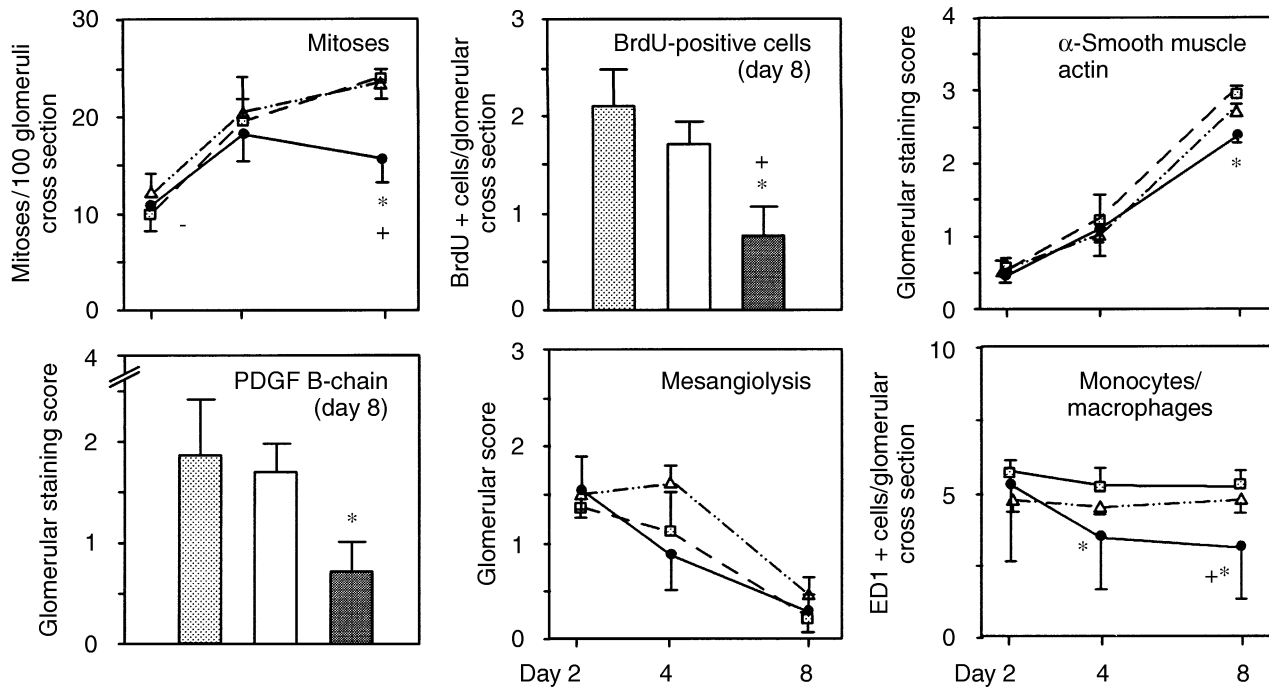 Mitoses/100 glomeruli
cross section
30
20
10
0
Mitoses
-
*
+
BrdU + cells/glomerular
cross section
3
2
1
0
BrdU-positive cells
(day 8)
+
*
Glomerular staining score
4
3
2
1
0
α-Smooth muscle
actin
*
Glomerular staining score
4
2
1
0
PDGF B-chain
(day 8)
*
Glomerular score
3
2
1
0
Mesangiolysis
Day 2 4 8
ED1 + cells/glomerular
cross section
10
5
0
Monocytes/
macrophages
*
+*
Day 2 4 8